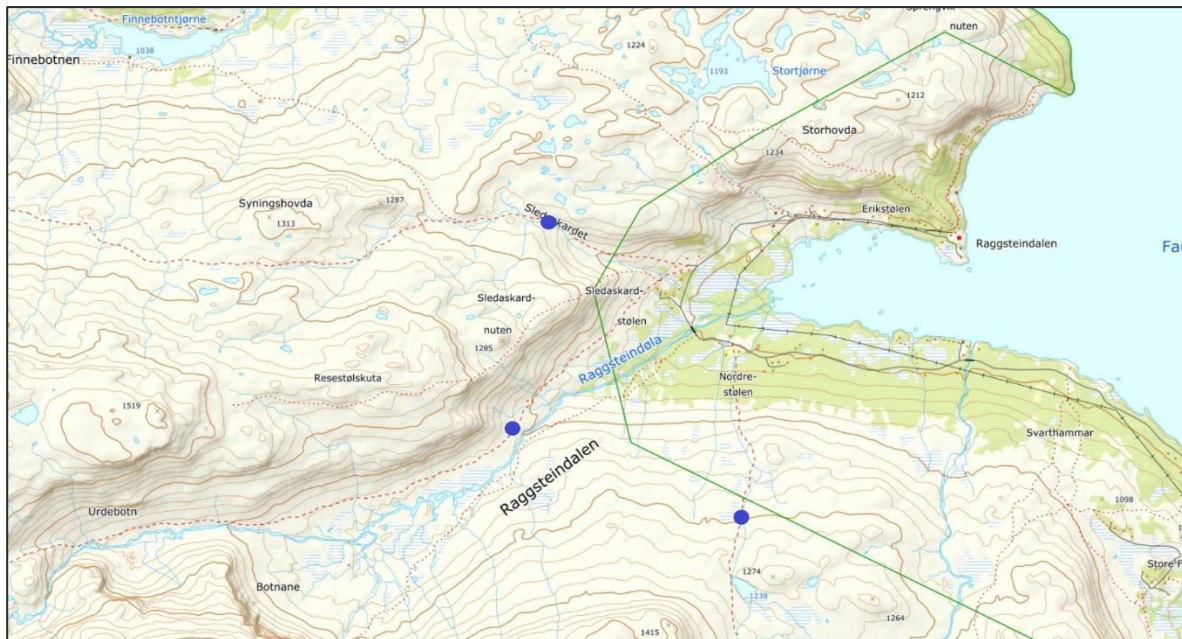 Finnebotntjørne
Sprengvik
nuten
1038
Finnebotnen
1224
1193
Stortjørne
1212
Storhovda
1234
Syningshovda
1287
1313
Sledaskardet
Erikstølen
Raggsteindalen
Sledaskard-
nuten
1285
Sledaskard-
stølen
Raggsteindøla
Resestølskuta
Nordre-
stølen
1519
Svarthammar
Raggsteindalen
Urdebotn
1098
Botnane
1274
1238
1264
1415